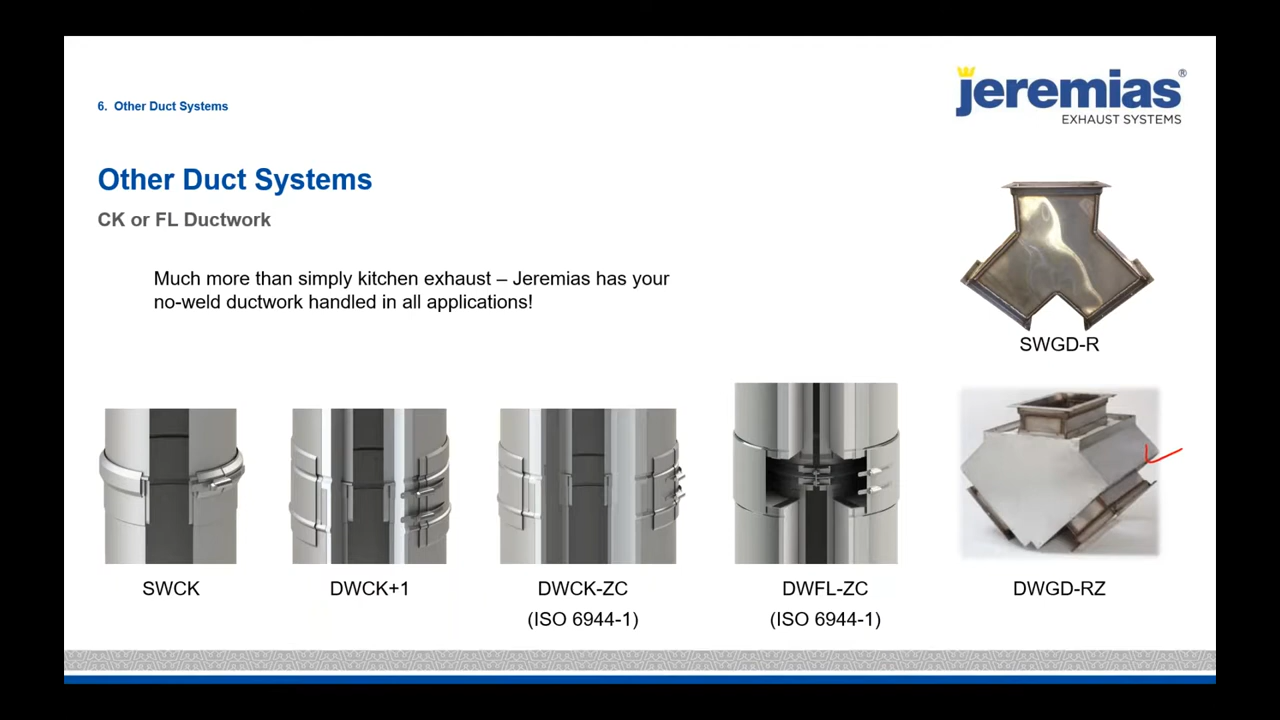 6. Other Duct Systems
jeremias®
EXHAUST SYSTEMS
Other Duct Systems
CK or FL Ductwork
Much more than simply kitchen exhaust – Jeremias has your
no-weld ductwork handled in all applications!
SWGD-R
SWCK
DWCK+1
DWCK-ZC
(ISO 6944-1)
DWFL-ZC
(ISO 6944-1)
DWGD-RZ